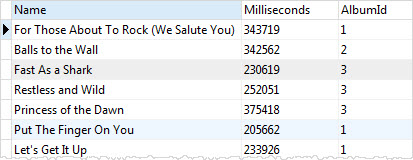 Name Milliseconds AlbumId
For Those About To Rock (We Salute You) 343719 1
Balls to the Wall 342562 2
Fast As a Shark 230619 3
Restless and Wild 252051 3
Princess of the Dawn 375418 3
Put The Finger On You 205662 1
Let's Get It Up 233926 1